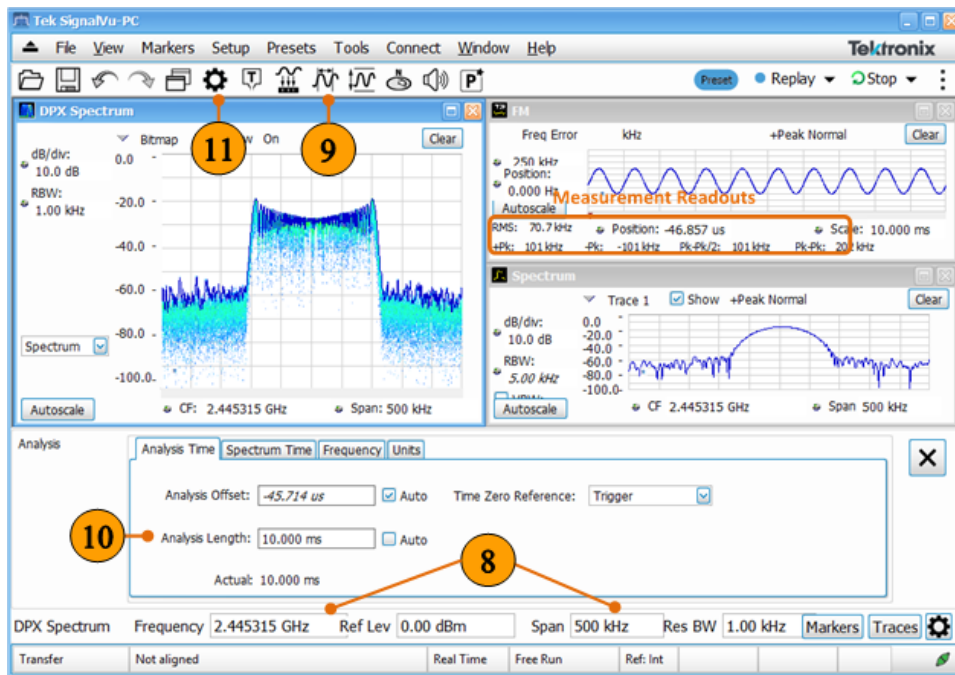 Tek SignalVu-PC
File View Markers Setup Presets Tools Connect Window Help Tektronix
Preset Replay Stop
DPX Spectrum
Bitmap w On Clear
11
9
dB/div:
10.0 dB
RBW:
1.00 kHz
0.0
-20.0
-40.0
-60.0
-80.0
-100.0
Spectrum
Autoscale
CF: 2.445315 GHz Span: 500 kHz
FM
Freq Error kHz +Peak Normal Clear
250 kHz
Position:
0.000 Hz
Autoscale
Measurement Readouts
RMS: 70.7 kHz Position: -46.857 us Scale: 10.000 ms
+Pk: 101 kHz -Pk: -101 kHz Pk-Pk/2: 101 kHz Pk-Pk: 202 kHz
Spectrum
Trace 1 Show +Peak Normal Clear
dB/div:
10.0 dB
RBW:
5.00 kHz
0.0
-20.0
-40.0
-60.0
-80.0
-100.0
Autoscale
CF 2.445315 GHz Span 500 kHz
Analysis
Analysis Time Spectrum Time Frequency Units
Analysis Offset: -45.714 us Auto Time Zero Reference: Trigger
10
Analysis Length: 10.000 ms Auto
8
Actual: 10.000 ms
DPX Spectrum Frequency 2.445315 GHz Ref Lev 0.00 dBm Span 500 kHz Res BW 1.00 kHz Markers Traces
Transfer Not aligned Real Time Free Run Ref: Int